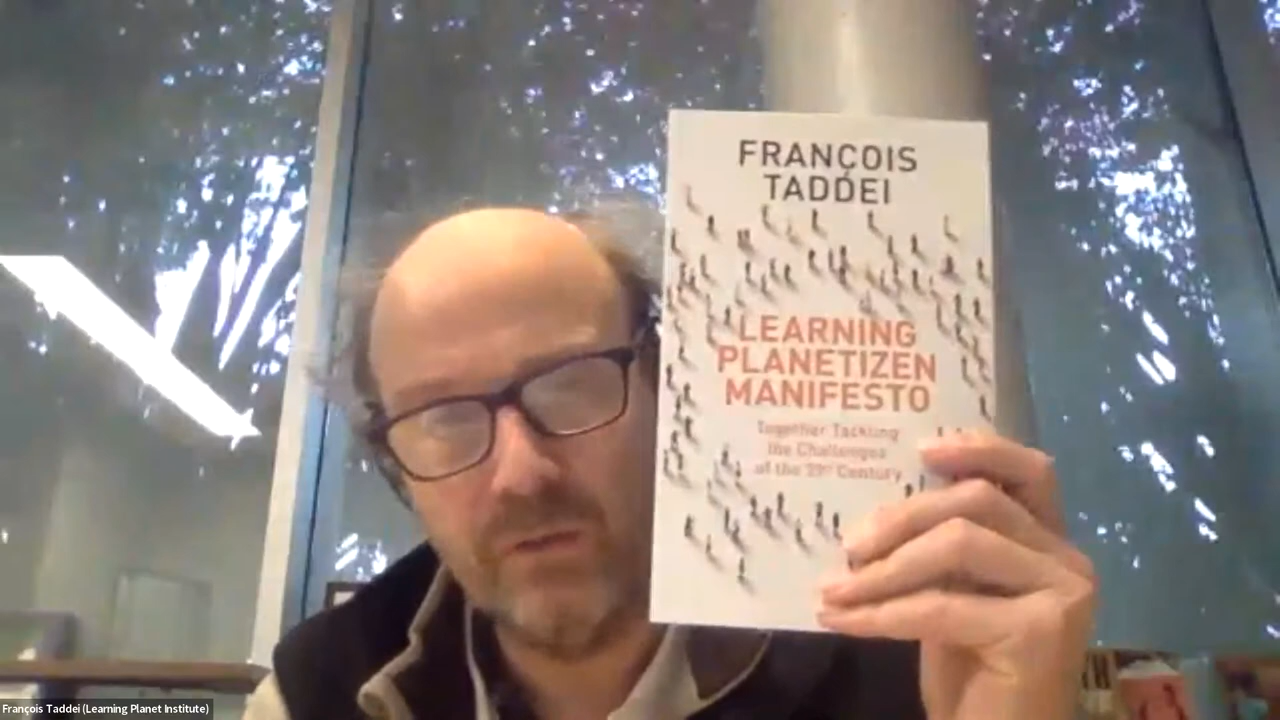 FRANÇOIS
TADDEI
LEARNING
PLANETIZEN
MANIFESTO
Together Tackling
the Challenges
of the 21st Century
François Taddei (Learning Planet Institute)